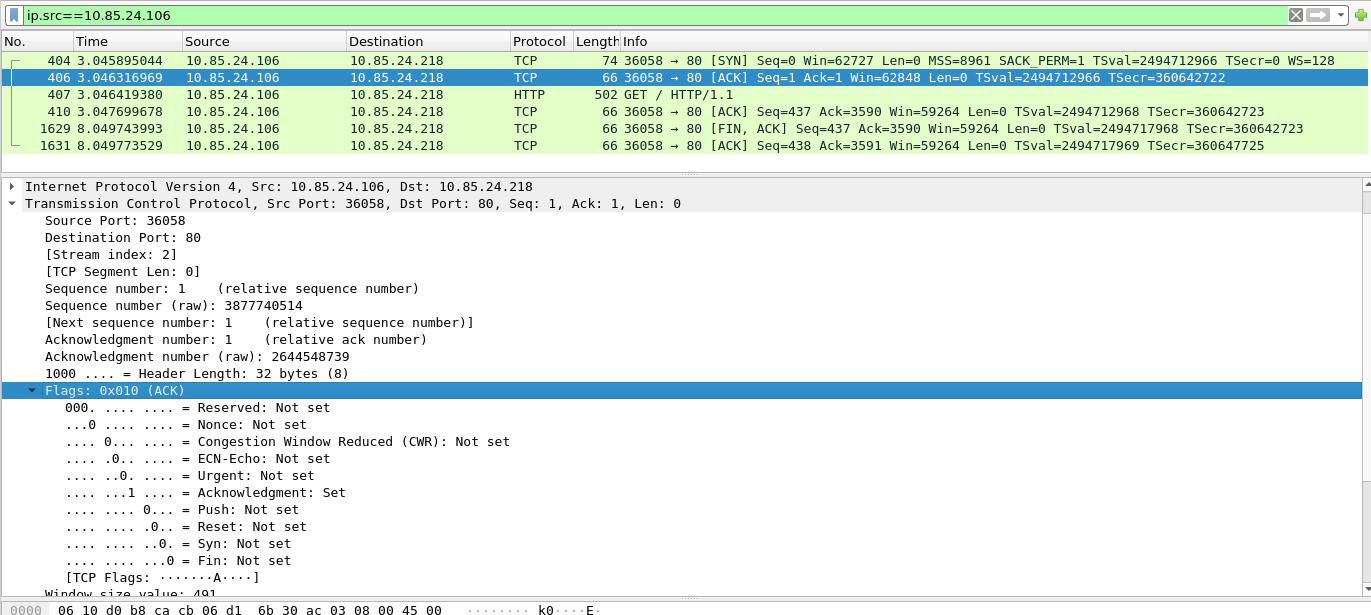 ip.src==10.85.24.106
No. Time Source Destination Protocol Length Info
404 3.045895044 10.85.24.106 10.85.24.218 TCP 74 36058 → 80 [SYN] Seq=0 Win=62727 Len=0 MSS=8961 SACK_PERM=1 TSval=2494712966 TSecr=0 WS=128
406 3.046316969 10.85.24.106 10.85.24.218 TCP 66 36058 → 80 [ACK] Seq=1 Ack=1 Win=62848 Len=0 TSval=2494712966 TSecr=360642722
407 3.046419380 10.85.24.106 10.85.24.218 HTTP 502 GET / HTTP/1.1
410 3.047699678 10.85.24.106 10.85.24.218 TCP 66 36058 → 80 [ACK] Seq=437 Ack=3590 Win=59264 Len=0 TSval=2494712968 TSecr=360642723
1629 8.049743993 10.85.24.106 10.85.24.218 TCP 66 36058 → 80 [FIN, ACK] Seq=437 Ack=3590 Win=59264 Len=0 TSval=2494717968 TSecr=360642723
1631 8.049773529 10.85.24.106 10.85.24.218 TCP 66 36058 → 80 [ACK] Seq=438 Ack=3591 Win=59264 Len=0 TSval=2494717969 TSecr=360647725
Internet Protocol Version 4, Src: 10.85.24.106, Dst: 10.85.24.218
Transmission Control Protocol, Src Port: 36058, Dst Port: 80, Seq: 1, Ack: 1, Len: 0
Source Port: 36058
Destination Port: 80
[Stream index: 2]
[TCP Segment Len: 0]
Sequence number: 1    (relative sequence number)
Sequence number (raw): 3877740514
[Next sequence number: 1    (relative sequence number)]
Acknowledgment number: 1    (relative ack number)
Acknowledgment number (raw): 2644548739
1000 .... = Header Length: 32 bytes (8)
Flags: 0x010 (ACK)
000. .... .... = Reserved: Not set
...0 .... .... = Nonce: Not set
.... 0... .... = Congestion Window Reduced (CWR): Not set
.... .0.. .... = ECN-Echo: Not set
.... ..0. .... = Urgent: Not set
.... ...1 .... = Acknowledgment: Set
.... .... 0... = Push: Not set
.... .... .0.. = Reset: Not set
.... .... ..0. = Syn: Not set
.... .... ...0 = Fin: Not set
[TCP Flags: ·······A····]
Window size value: 491
0000 06 10 d0 b8 ca cb 06 d1 6b 30 ac 03 08 00 45 00 ········ k0····E·